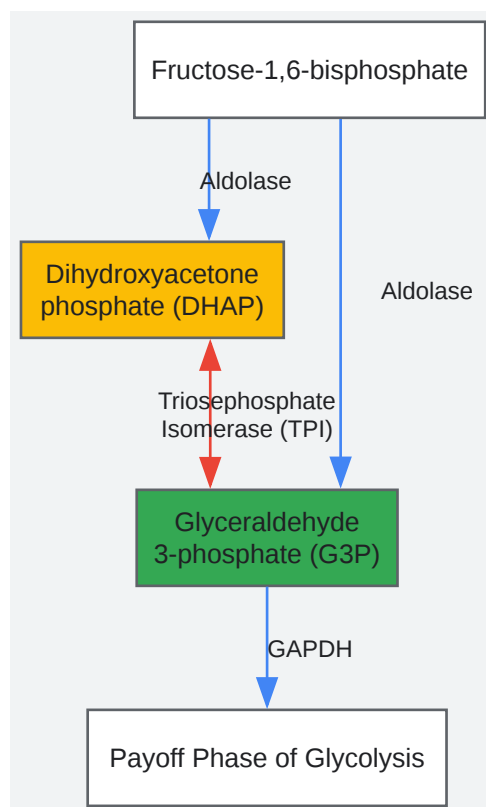 Fructose-1,6-bisphosphate
Aldolase
Dihydroxyacetone
phosphate (DHAP)
Aldolase
Triosephosphate
Isomerase (TPI)
Glyceraldehyde
3-phosphate (G3P)
GAPDH
Payoff Phase of Glycolysis